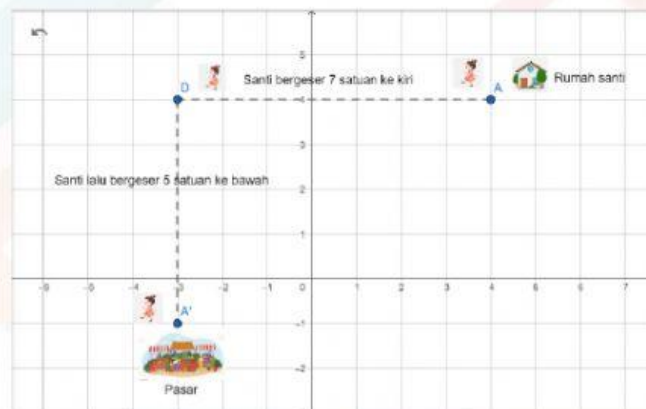 5
D
Santi bergeser 7 satuan ke kiri
A
Rumah santi
4
3
Santi lalu bergeser 5 satuan ke bawah
2
1
-6 -5 -4 -3 -2 -1 0 1 2 3 4 5 6 7
A'
-1
-2
Pasar